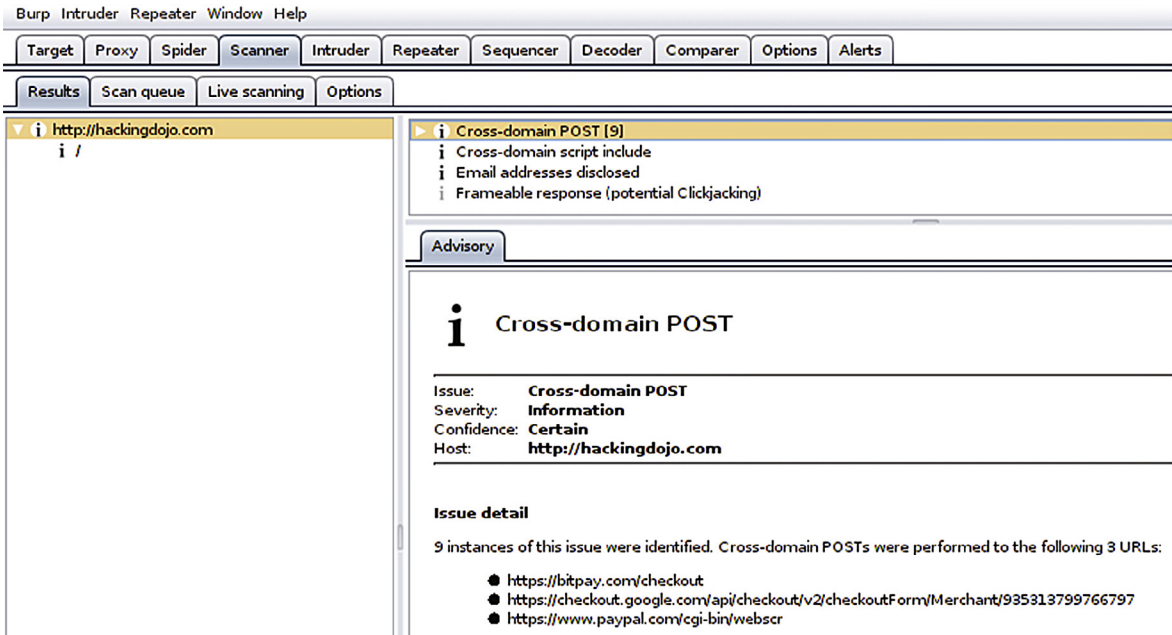 Burp Intruder Repeater Window Help
Target Proxy Spider Scanner Intruder Repeater Sequencer Decoder Comparer Options Alerts
Results Scan queue Live scanning Options
http://hackingdojo.com
i /
i Cross-domain POST [9]
i Cross-domain script include
i Email addresses disclosed
i Frameable response (potential Clickjacking)
Advisory
i Cross-domain POST
Issue: Cross-domain POST
Severity: Information
Confidence: Certain
Host: http://hackingdojo.com
Issue detail
9 instances of this issue were identified. Cross-domain POSTs were performed to the following 3 URLs:
● https://bitpay.com/checkout
● https://checkout.google.com/api/checkout/v2/checkoutForm/Merchant/935313799766797
● https://www.paypal.com/cgi-bin/webscr